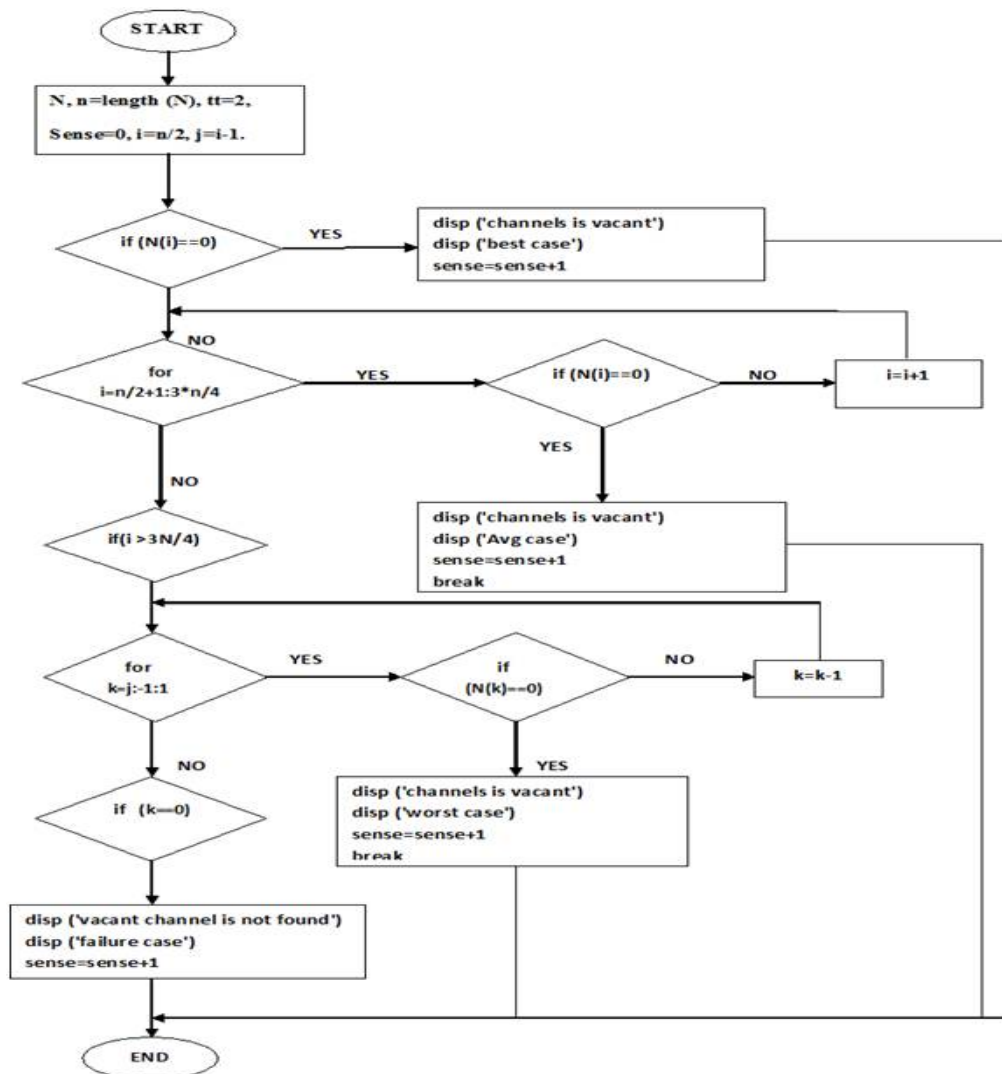 START
N, n=length (N), tt=2,
Sense=0, i=n/2, j=i-1.
if (N(i)==0)
YES
disp ('channels is vacant')
disp ('best case')
sense=sense+1
NO
for
i=n/2+1:3*n/4
YES
if (N(i)==0)
NO
i=i+1
YES
disp ('channels is vacant')
disp ('Avg case')
sense=sense+1
break
NO
if(i >3N/4)
for
k=j:-1:1
YES
if
(N(k)==0)
NO
k=k-1
YES
disp ('channels is vacant')
disp ('worst case')
sense=sense+1
break
NO
if (k==0)
disp ('vacant channel is not found')
disp ('failure case')
sense=sense+1
END